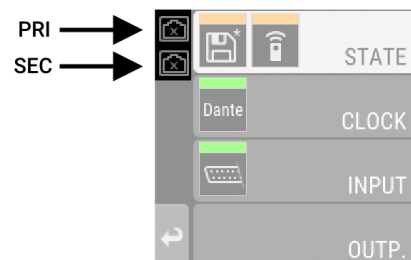 PRI
SEC
STATE
Dante
CLOCK
INPUT
OUTP.